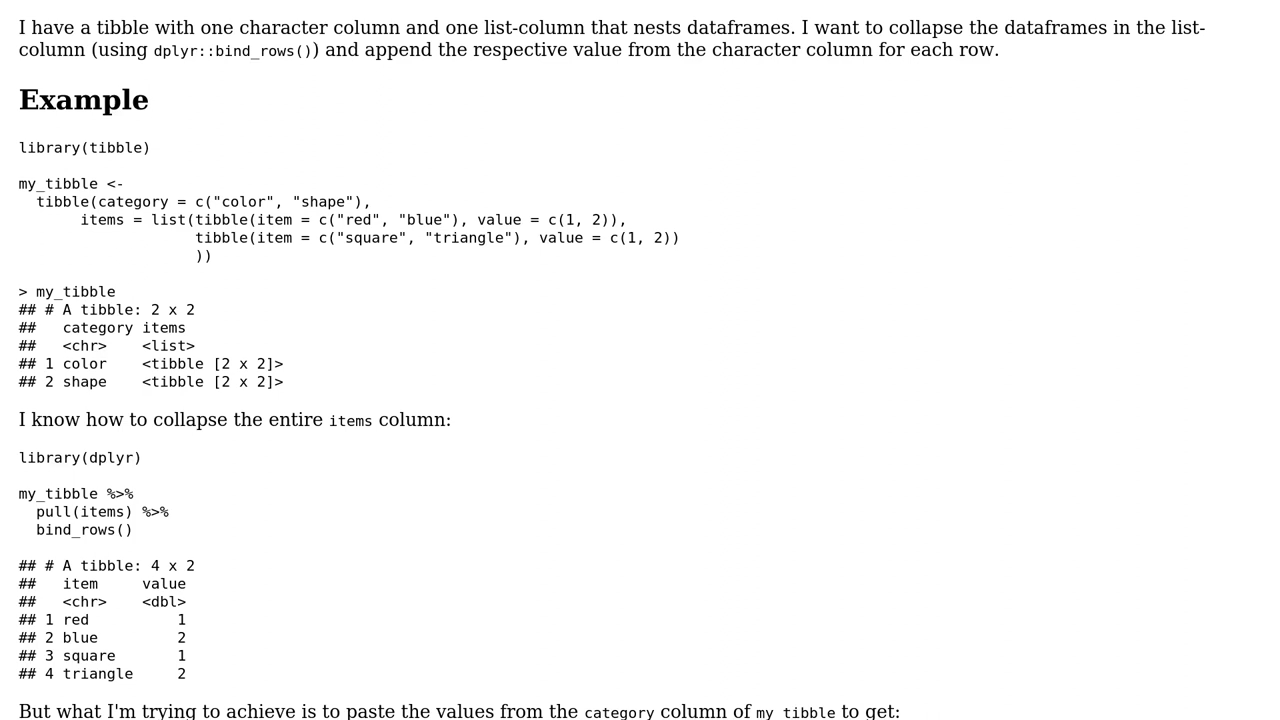 I have a tibble with one character column and one list-column that nests dataframes. I want to collapse the dataframes in the list-
column (using dplyr::bind_rows()) and append the respective value from the character column for each row.
Example
library(tibble)
my_tibble <-
  tibble(category = c("color", "shape"),
       items = list(tibble(item = c("red", "blue"), value = c(1, 2)),
                    tibble(item = c("square", "triangle"), value = c(1, 2))
                    ))
> my_tibble
## # A tibble: 2 x 2
##   category items
##   <chr>    <list>
## 1 color    <tibble [2 x 2]>
## 2 shape    <tibble [2 x 2]>
I know how to collapse the entire items column:
library(dplyr)
my_tibble %>%
  pull(items) %>%
  bind_rows()
## # A tibble: 4 x 2
##   item     value
##   <chr>    <dbl>
## 1 red          1
## 2 blue         2
## 3 square       1
## 4 triangle     2
But what I'm trying to achieve is to paste the values from the category column of my_tibble to get: